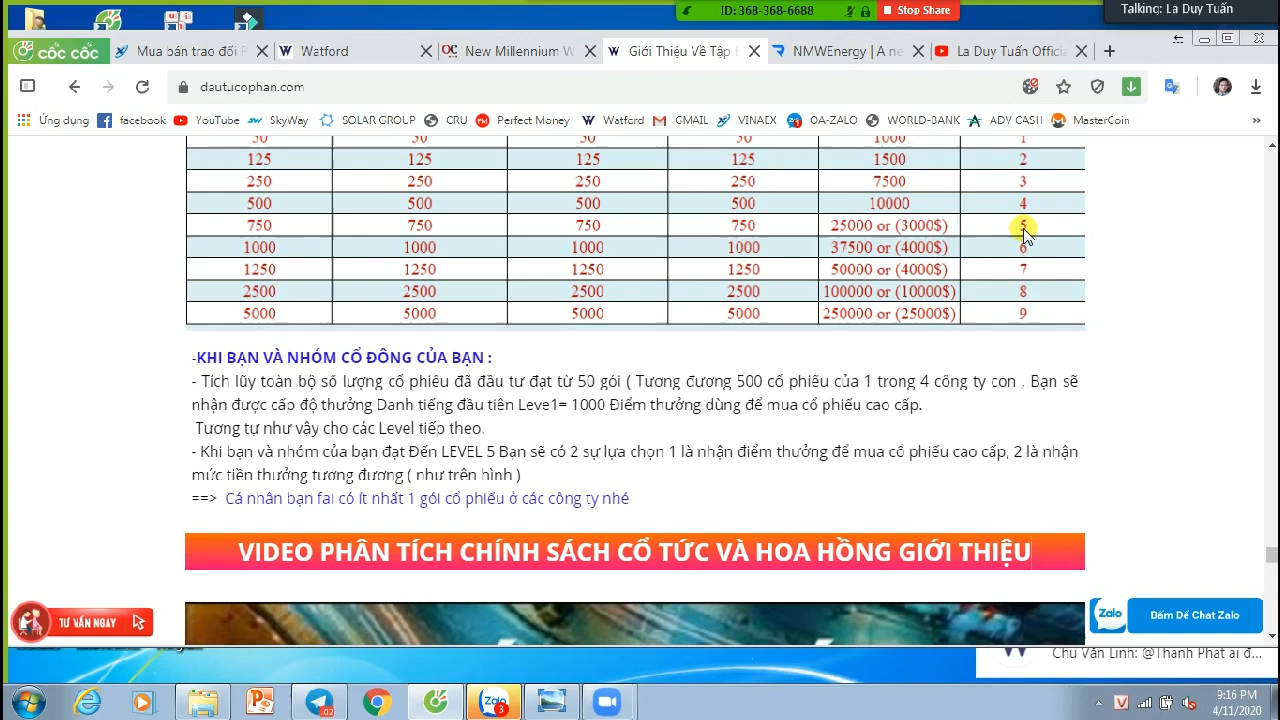 ID:368-368-6688
Stop Share
Talking: La Duy Tuấn
cốc cốc
Mua bán trao đổi P
Watford
New Millenium W
Giới Thiệu Về Tập
NMWEnergy | A ne
La Duy Tuấn Officia
dautucophan.com
Ứng dụng
facebook
YouTube
SkyWay
SOLAR GROUP
CRU
Perfect Money
Watford
GMAIL
VINAEX
OA-ZALO
WORLD-BANK
ADV CASH
MasterCoin
50 50 50 50 1000 1
125 125 125 125 1500 2
250 250 250 250 7500 3
500 500 500 500 10000 4
750 750 750 750 25000 or (3000$) 5
1000 1000 1000 1000 37500 or (4000$) 6
1250 1250 1250 1250 50000 or (4000$) 7
2500 2500 2500 2500 100000 or (10000$) 8
5000 5000 5000 5000 250000 or (25000$) 9
-KHI BẠN VÀ NHÓM CỔ ĐÔNG CỦA BẠN :
- Tích lũy toàn bộ số lượng cổ phiếu đã đầu tư đạt từ 50 gói ( Tương đương 500 cổ phiếu của 1 trong 4 công ty con , Bạn sẽ
nhận được cấp độ thưởng Danh tiếng đầu tiên Leve1= 1000 Điểm thưởng dùng để mua cổ phiếu cao cấp.
Tương tự như vậy cho các Level tiếp theo.
- Khi bạn và nhóm của bạn đạt Đến LEVEL 5 Bạn sẽ có 2 sự lựa chọn 1 là nhận điểm thưởng để mua cổ phiếu cao cấp, 2 là nhận
mức tiền thưởng tương đương ( như trên hình )
==> Cá nhân bạn fai có ít nhất 1 gói cổ phiếu ở các công ty nhé
VIDEO PHÂN TÍCH CHÍNH SÁCH CỔ TỨC VÀ HOA HỒNG GIỚI THIỆU
TƯ VẤN NGAY
Zalo
Bấm Để Chat Zalo
Chu Văn Linh: @Thành Phát ai đ...
02
Zalo
3
9:16 PM
4/11/2020